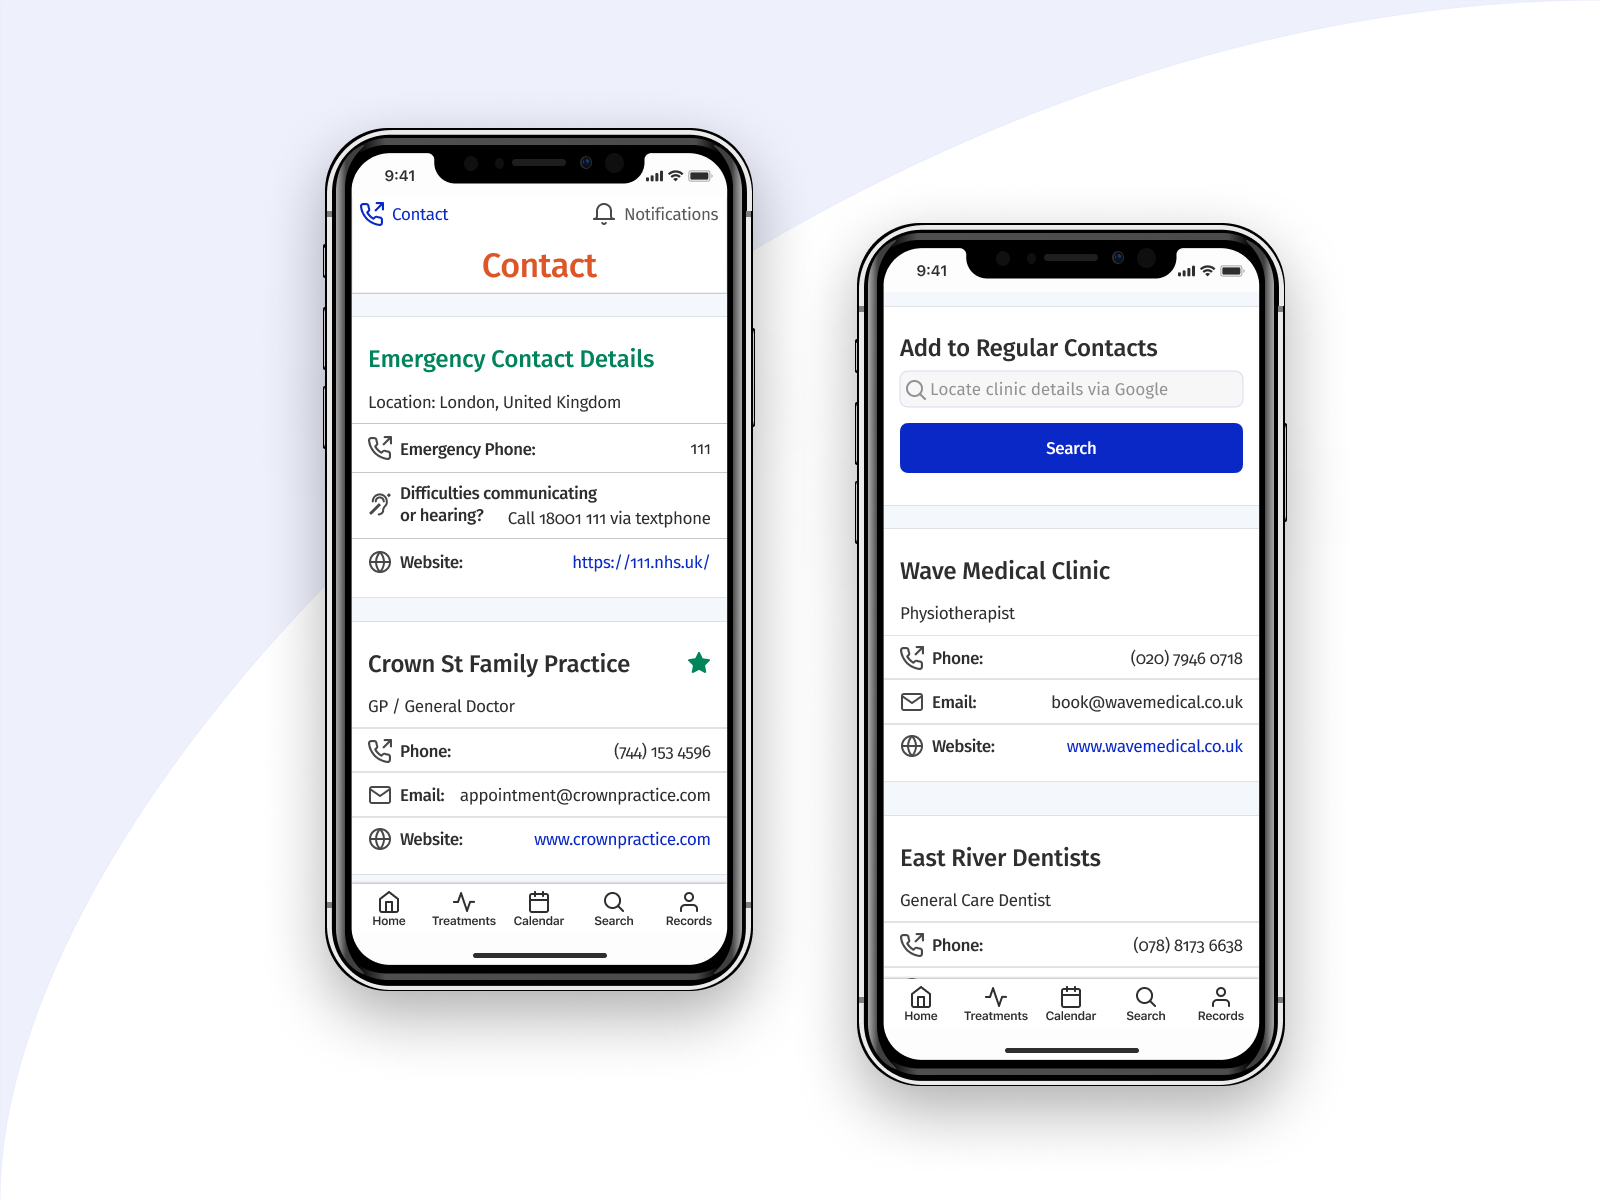 9:41
Contact
Notifications
Contact
Emergency Contact Details
Location: London, United Kingdom
Emergency Phone: 111
Difficulties communicating
or hearing? Call 18001 111 via textphone
Website: https://111.nhs.uk/
Crown St Family Practice
GP / General Doctor
Phone: (744) 153 4596
Email: appointment@crownpractice.com
Website: www.crownpractice.com
Home Treatments Calendar Search Records
9:41
Add to Regular Contacts
Locate clinic details via Google
Search
Wave Medical Clinic
Physiotherapist
Phone: (020) 7946 0718
Email: book@wavemedical.co.uk
Website: www.wavemedical.co.uk
East River Dentists
General Care Dentist
Phone: (078) 8173 6638
Home Treatments Calendar Search Records